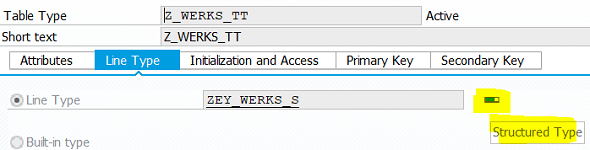 Table Type Z_WERKS_TT Active
Short text Z_WERKS_TT
Attributes Line Type Initialization and Access Primary Key Secondary Key
Line Type ZEY_WERKS_S
Structured Type
Built-in type